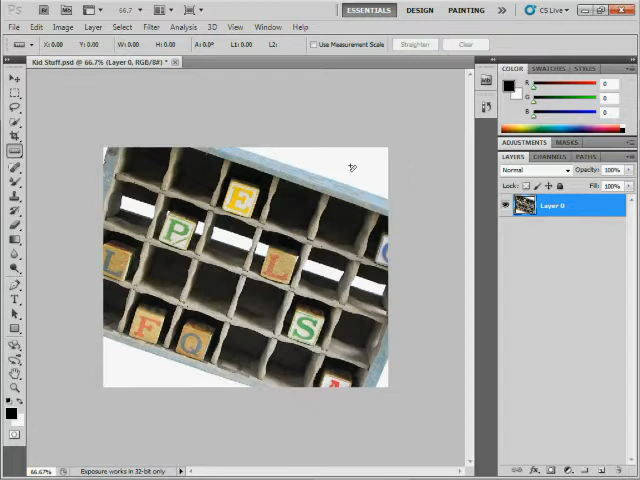 Ps Br Mb 66.7 ESSENTIALS DESIGN PAINTING CS Live
File Edit Image Layer Select Filter Analysis 3D View Window Help
X: 0.00 Y: 0.00 W: 0.00 H: 0.00 A: 0.0° L1: 0.00 L2: Use Measurement Scale Straighten Clear
Kid Stuff.psd @ 66.7% (Layer 0, RGB/8#) *
COLOR SWATCHES STYLES
R 0
G 0
B 0
ADJUSTMENTS MASKS
LAYERS CHANNELS PATHS
Normal Opacity: 100%
Lock: Fill: 100%
Layer 0
E
P
L L
S
F Q
66.67% Exposure works in 32-bit only